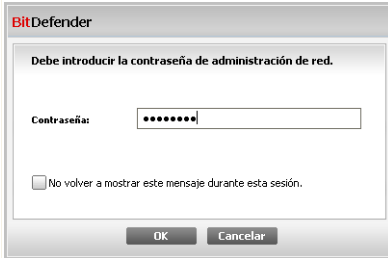 BitDefender
Debe introducir la contraseña de administración de red.
Contraseña:
No volver a mostrar este mensaje durante esta sesión.
OK
Cancelar